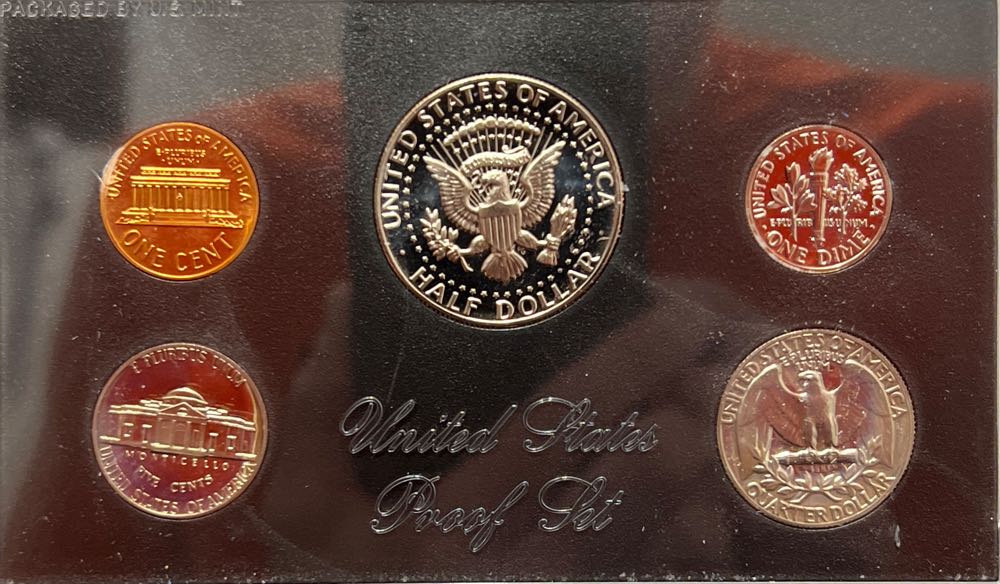 PACKAGED BY U.S. MINT
UNITED STATES OF AMERICA
E·PLURIBUS
UNUM
ONE CENT
UNITED STATES OF AMERICA
HALF DOLLAR
UNITED STATES OF AMERICA
E·PLURIBUS UNUM
ONE DIME
E PLURIBUS UNUM
MONTICELLO
FIVE CENTS
UNITED STATES OF AMERICA
United States
Proof Set
UNITED STATES OF AMERICA
E·PLURIBUS
UNUM
QUARTER DOLLAR